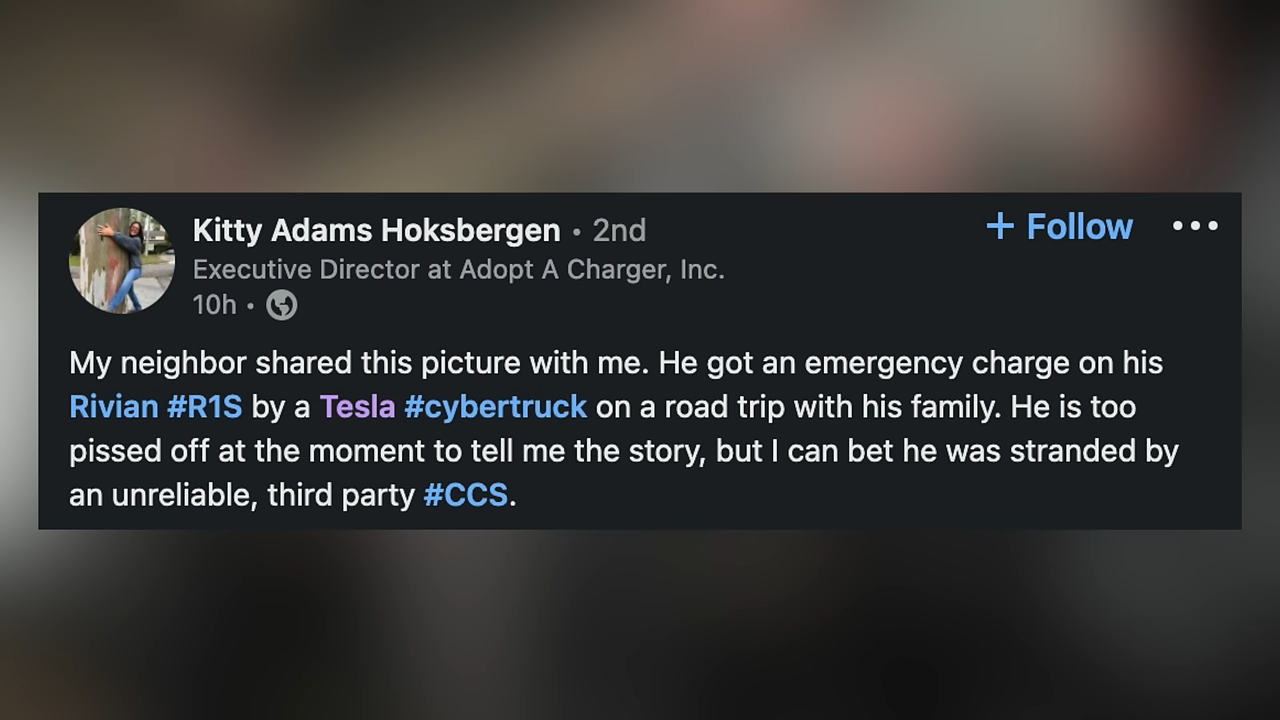 Kitty Adams Hoksbergen • 2nd
+ Follow
Executive Director at Adopt A Charger, Inc.
10h •
My neighbor shared this picture with me. He got an emergency charge on his
Rivian #R1S by a Tesla #cybertruck on a road trip with his family. He is too
pissed off at the moment to tell me the story, but I can bet he was stranded by
an unreliable, third party #CCS.